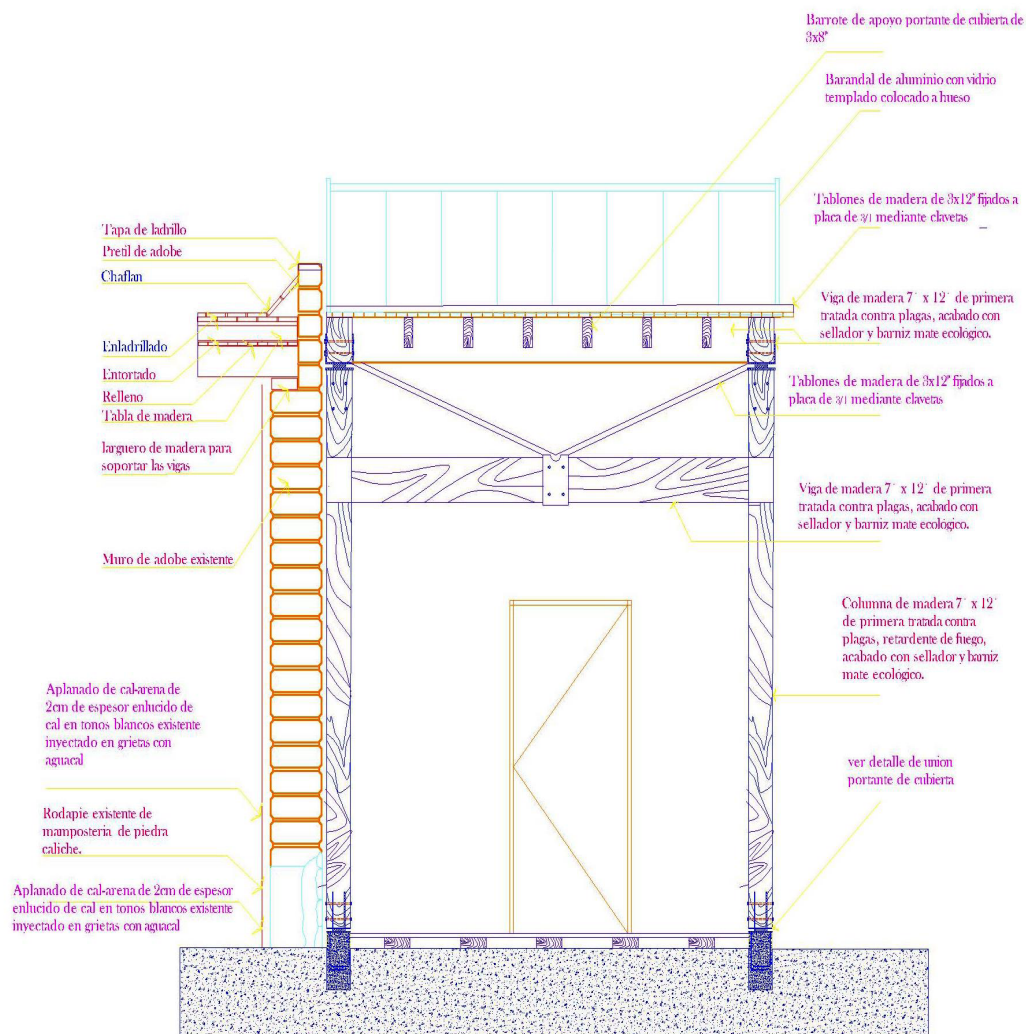 Barrote de apoyo portante de cubierta de
3x8"
Barandal de aluminio con vidrio
templado colocado a hueso
Tablones de madera de 3x12" fijados a
placa de 3/1 mediante clavetas
Viga de madera 7¨ x 12¨ de primera
tratada contra plagas, acabado con
sellador y barniz mate ecológico.
Tablones de madera de 3x12" fijados a
placa de 3/1 mediante clavetas
Viga de madera 7¨ x 12¨ de primera
tratada contra plagas, acabado con
sellador y barniz mate ecológico.
Columna de madera 7¨ x 12¨
de primera tratada contra
plagas, retardente de fuego,
acabado con sellador y barniz
mate ecológico.
ver detalle de union
portante de cubierta
Tapa de ladrillo
Pretil de adobe
Chaflan
Enladrillado
Entortado
Relleno
Tabla de madera
larguero de madera para
soportar las vigas
Muro de adobe existente
Aplanado de cal-arena de
2cm de espesor enlucido de
cal en tonos blancos existente
inyectado en grietas con
aguacal
Rodapie existente de
mamposteria de piedra
caliche.
Aplanado de cal-arena de 2cm de espesor
enlucido de cal en tonos blancos existente
inyectado en grietas con aguacal